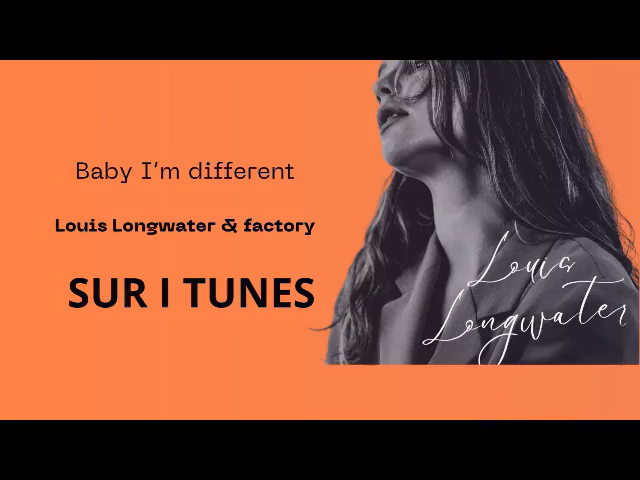 Baby I'm different
Louis Longwater & factory
SUR I TUNES
Louis
Longwater